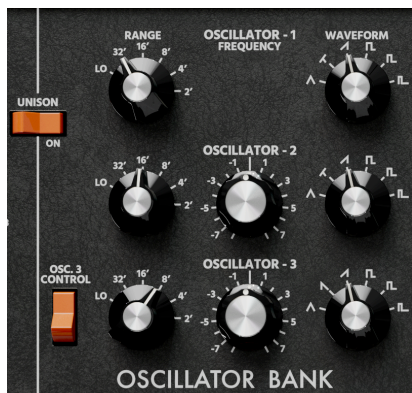 RANGE
OSCILLATOR - 1
FREQUENCY
WAVEFORM
LO 32' 16' 8' 4' 2'
UNISON
ON
OSCILLATOR - 2
LO 32' 16' 8' 4' 2'
-7 -5 -3 -1 1 3 5 7
OSC. 3
CONTROL
OSCILLATOR - 3
LO 32' 16' 8' 4' 2'
-7 -5 -3 -1 1 3 5 7
OSCILLATOR BANK